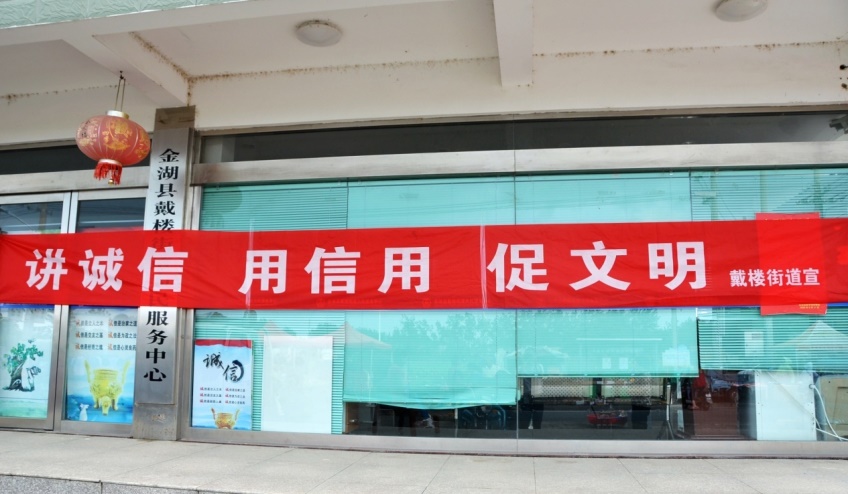 讲诚信 用信用 促文明 戴楼街道宣
金湖县戴楼
服务中心
诚信